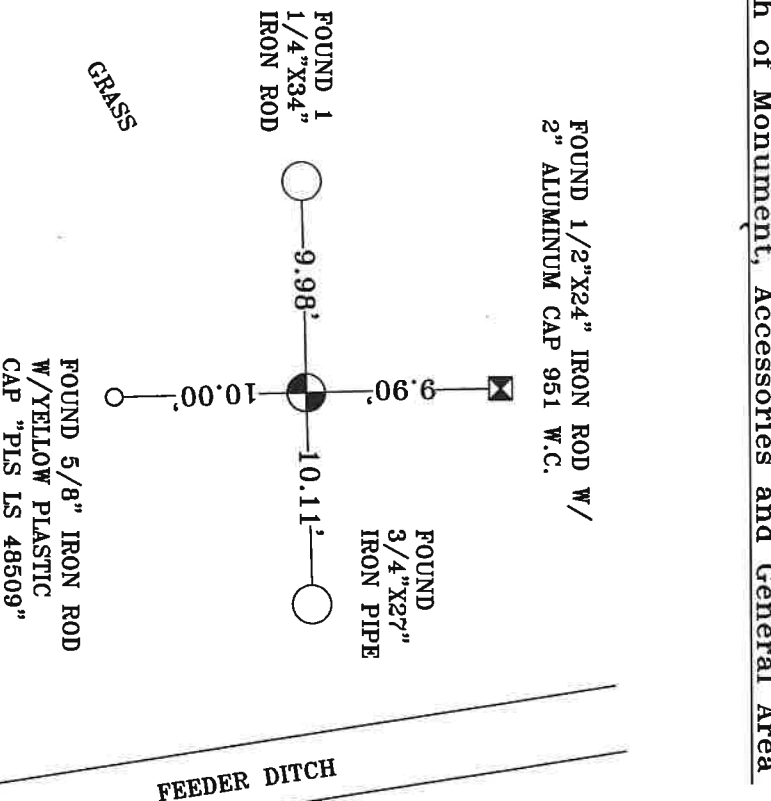 h of Monument, Accessories and General Area
FOUND 1/2"X24" IRON ROD W/
2" ALUMINUM CAP 951 W.C.
FOUND 1
1/4"X34"
IRON ROD
GRASS
9.98'
9.90'
10.00'
10.11'
FOUND
3/4"X27"
IRON PIPE
FOUND 5/8" IRON ROD
W/YELLOW PLASTIC
CAP "PLS LS 48509"
FEEDER DITCH